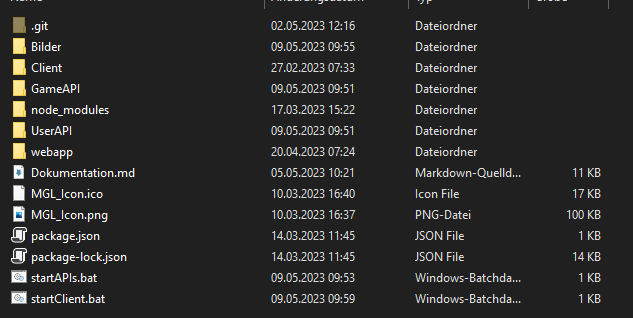 Name Änderungsdatum Typ Größe
.git 02.05.2023 12:16 Dateiordner
Bilder 09.05.2023 09:55 Dateiordner
Client 27.02.2023 07:33 Dateiordner
GameAPI 09.05.2023 09:51 Dateiordner
node_modules 17.03.2023 15:22 Dateiordner
UserAPI 09.05.2023 09:51 Dateiordner
webapp 20.04.2023 07:24 Dateiordner
Dokumentation.md 05.05.2023 10:21 Markdown-Quelld... 11 KB
MGL_Icon.ico 10.03.2023 16:40 Icon File 17 KB
MGL_Icon.png 10.03.2023 16:37 PNG-Datei 100 KB
package.json 14.03.2023 11:45 JSON File 1 KB
package-lock.json 14.03.2023 11:45 JSON File 14 KB
startAPIs.bat 09.05.2023 09:53 Windows-Batchda... 1 KB
startClient.bat 09.05.2023 09:59 Windows-Batchda... 1 KB